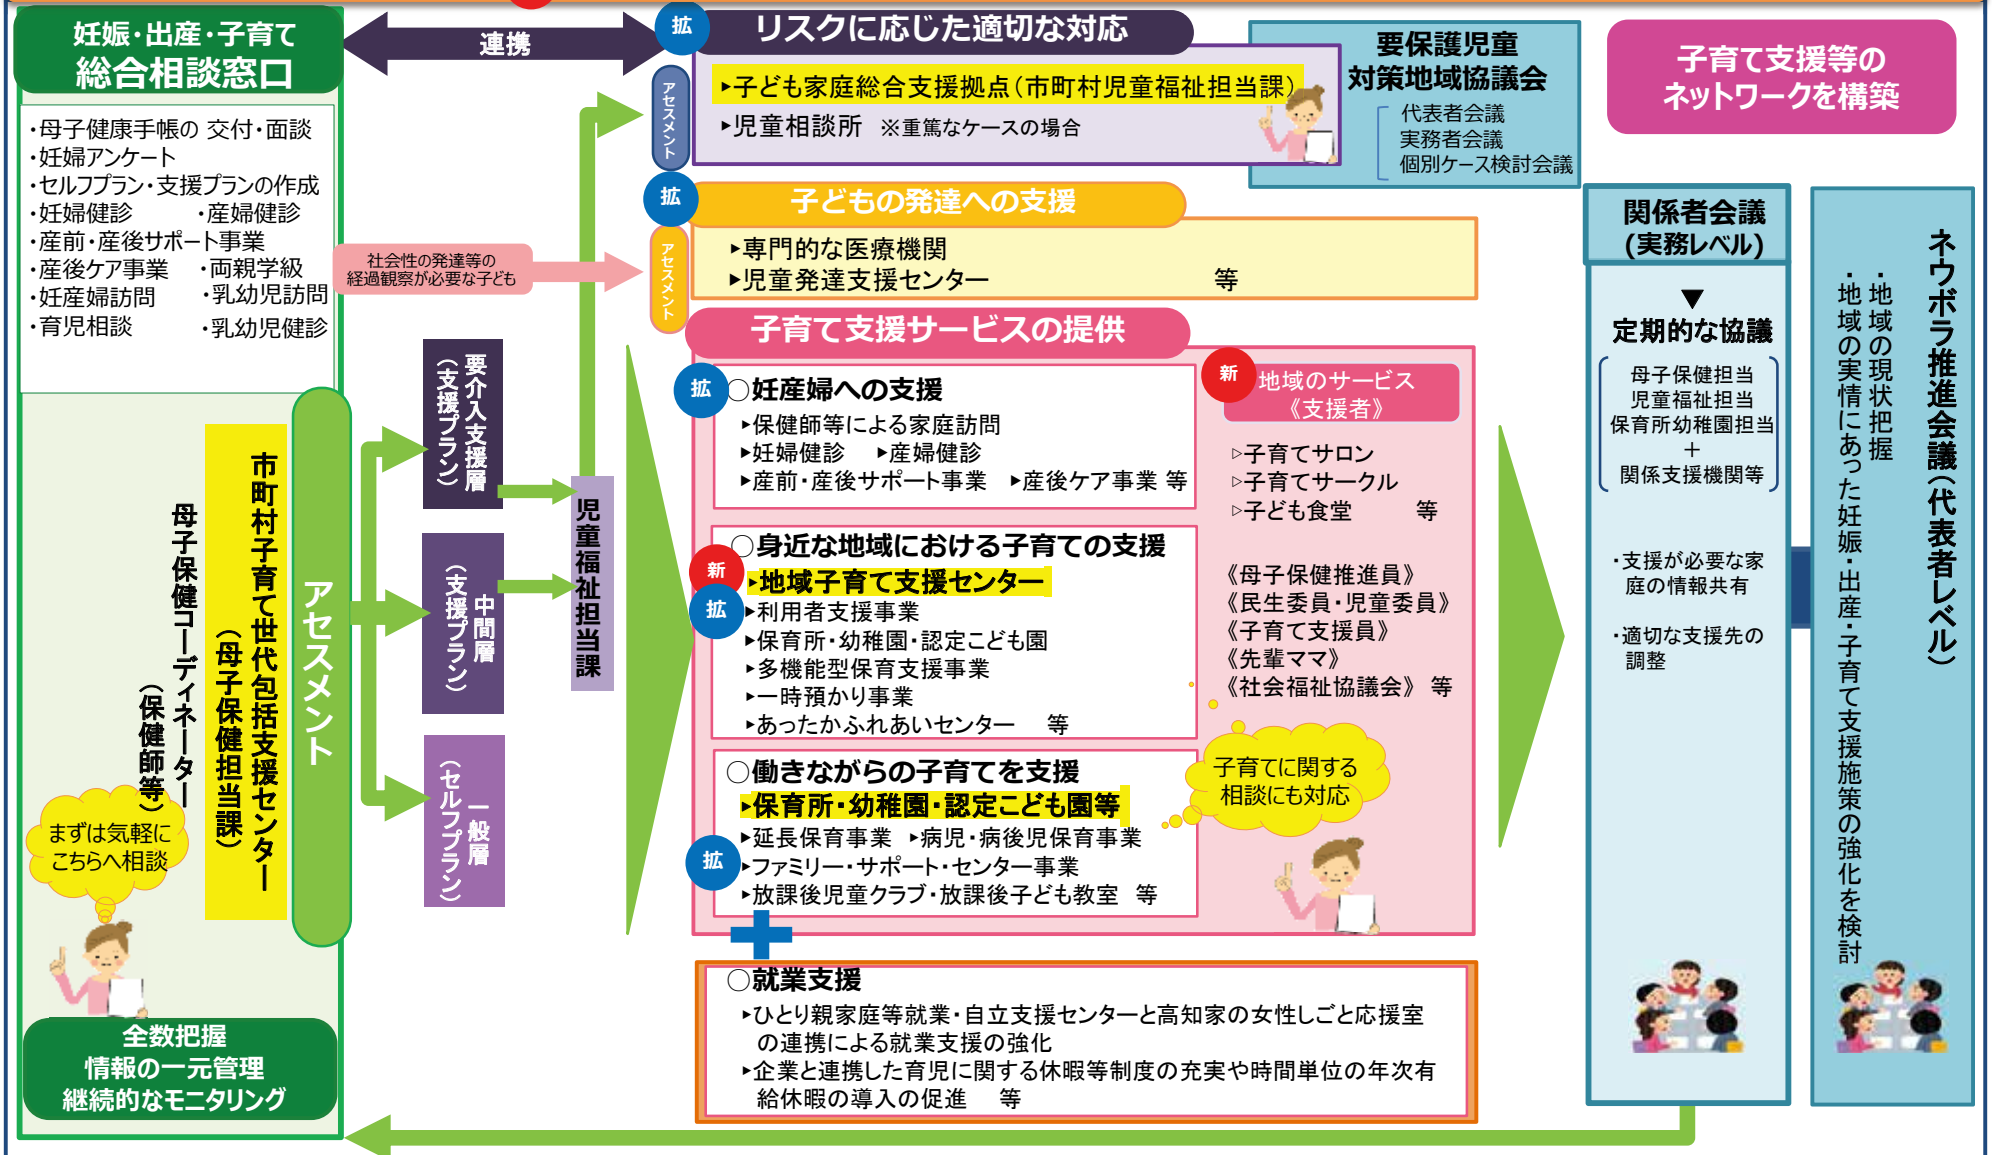 妊娠・出産・子育て
総合相談窓口
・母子健康手帳の 交付・面談
・妊婦アンケート
・セルフプラン・支援プランの作成
・妊婦健診 ・産婦健診
・産前・産後サポート事業
・産後ケア事業 ・両親学級
・妊産婦訪問 ・乳幼児訪問
・育児相談 ・乳幼児健診
市町村子育て世代包括支援センター
（母子保健担当課）
母子保健コーディネーター
（保健師等）
まずは気軽に
こちらへ相談
全数把握
情報の一元管理
継続的なモニタリング
アセスメント
連携
社会性の発達等の
経過観察が必要な子ども
要介入支援層
（支援プラン）
中間層
（支援プラン）
一般層
（セルフプラン）
児童福祉担当課
拡
リスクに応じた適切な対応
アセスメント
▸子ども家庭総合支援拠点（市町村児童福祉担当課）
▸児童相談所 ※重篤なケースの場合
要保護児童
対策地域協議会
代表者会議
実務者会議
個別ケース検討会議
拡
子どもの発達への支援
アセスメント
▸専門的な医療機関
▸児童発達支援センター 等
子育て支援サービスの提供
拡
○妊産婦への支援
▸保健師等による家庭訪問
▸妊婦健診 ▸産婦健診
▸産前・産後サポート事業 ▸産後ケア事業 等
○身近な地域における子育ての支援
新
▸地域子育て支援センター
拡
▸利用者支援事業
▸保育所・幼稚園・認定こども園
▸多機能型保育支援事業
▸一時預かり事業
▸あったかふれあいセンター 等
○働きながらの子育てを支援
▸保育所・幼稚園・認定こども園等
▸延長保育事業 ▸病児・病後児保育事業
拡
▸ファミリー・サポート・センター事業
▸放課後児童クラブ・放課後子ども教室 等
新
地域のサービス
《支援者》
▹子育てサロン
▹子育てサークル
▹子ども食堂 等
《母子保健推進員》
《民生委員・児童委員》
《子育て支援員》
《先輩ママ》
《社会福祉協議会》 等
子育てに関する
相談にも対応
○就業支援
▸ひとり親家庭等就業・自立支援センターと高知家の女性しごと応援室
の連携による就業支援の強化
▸企業と連携した育児に関する休暇等制度の充実や時間単位の年次有
給休暇の導入の促進 等
子育て支援等の
ネットワークを構築
関係者会議
(実務レベル)
▼
定期的な協議
母子保健担当
児童福祉担当
保育所幼稚園担当
＋
関係支援機関等
・支援が必要な家
庭の情報共有
・適切な支援先の
調整
ネウボラ推進会議（代表者レベル）
・地域の現状把握
・地域の実情にあった妊娠・出産・子育て支援施策の強化を検討